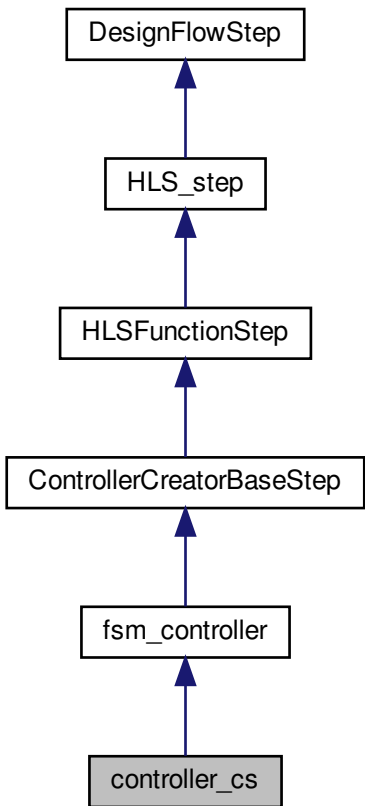 DesignFlowStep
HLS_step
HLSFunctionStep
ControllerCreatorBaseStep
fsm_controller
controller_cs